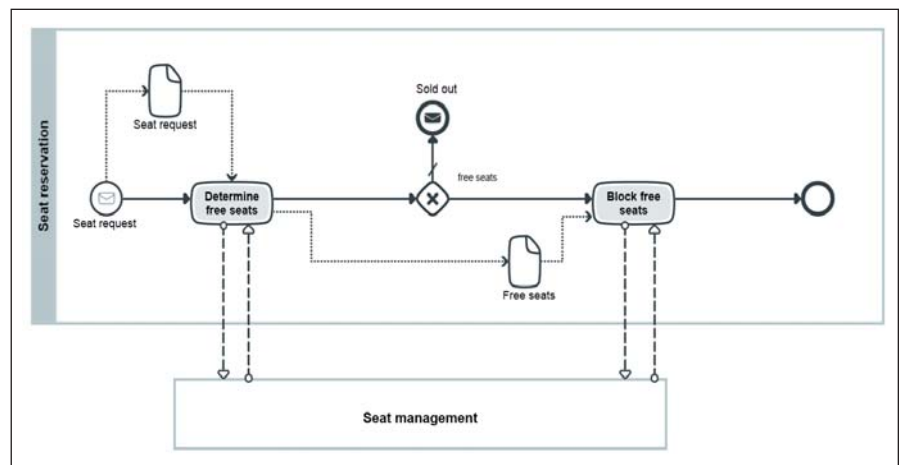 Seat reservation
Seat request
Seat request
Determine
free seats
Sold out
free seats
Block free
seats
Free seats
Seat management